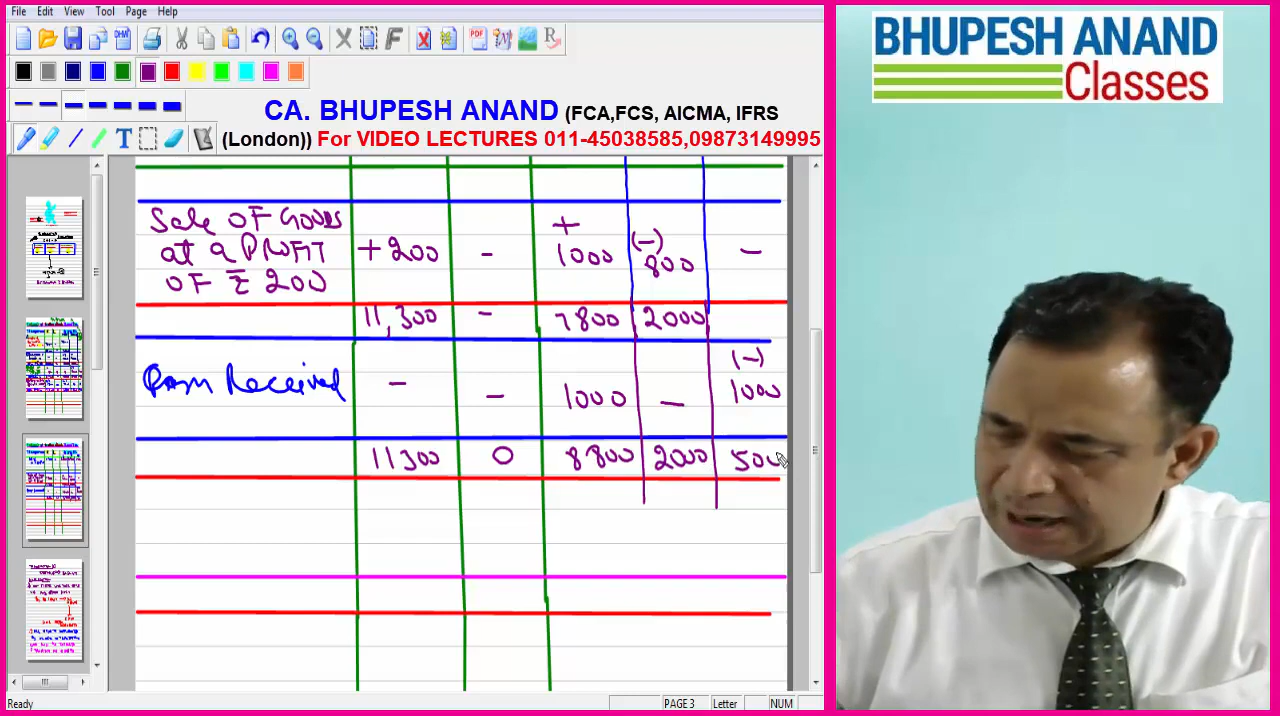 File Edit View Tool Page Help
BHUPESH ANAND
Classes
CA. BHUPESH ANAND (FCA,FCS, AICMA, IFRS
(London)) For VIDEO LECTURES 011-45038585,09873149995
Sale of Goods
at a PROFIT
OF ₹ 200
+200 - + 1000 (-) 800 -
11,300 - 7800 2000
Received - - 1000 - (-) 1000
11300 0 8800 2000 500
Ready PAGE 3 Letter NUM